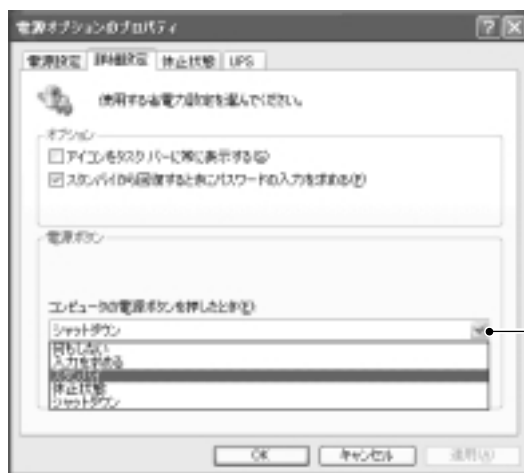 電源オプションのプロパティ
電源設定 詳細設定 休止状態 UPS
使用する省電力設定を選んでください。
オプション
アイコンをタスク バーに常に表示する(G)
スタンバイから回復するときにパスワードの入力を求める(P)
電源ボタン
コンピュータの電源ボタンを押したとき(E)
シャットダウン
何もしない
入力を求める
休止状態
シャットダウン
OK キャンセル 適用(A)